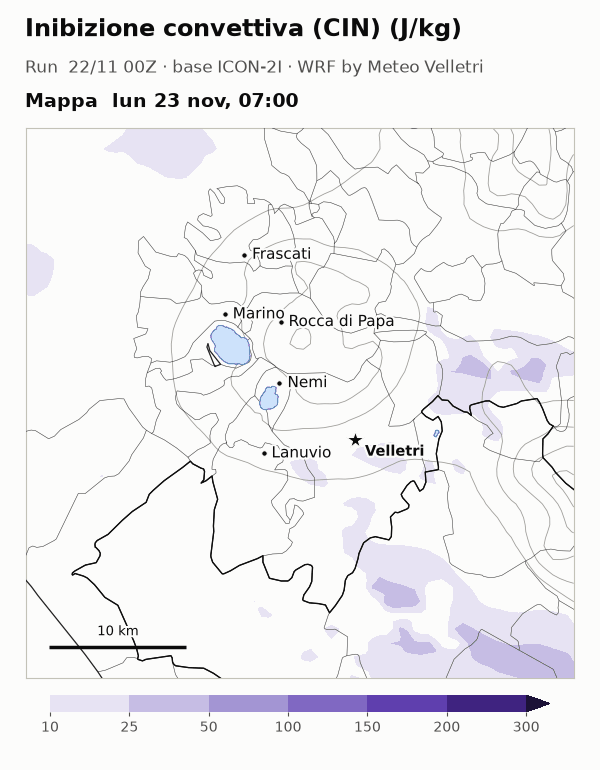 Inibizione convettiva (CIN) (J/kg)
Run  22/11 00Z · base ICON-2I · WRF by Meteo Velletri
Mappa  lun 23 nov, 07:00
Frascati
Marino
Rocca di Papa
Nemi
Velletri
Lanuvio
10 km
10 25 50 100 150 200 300